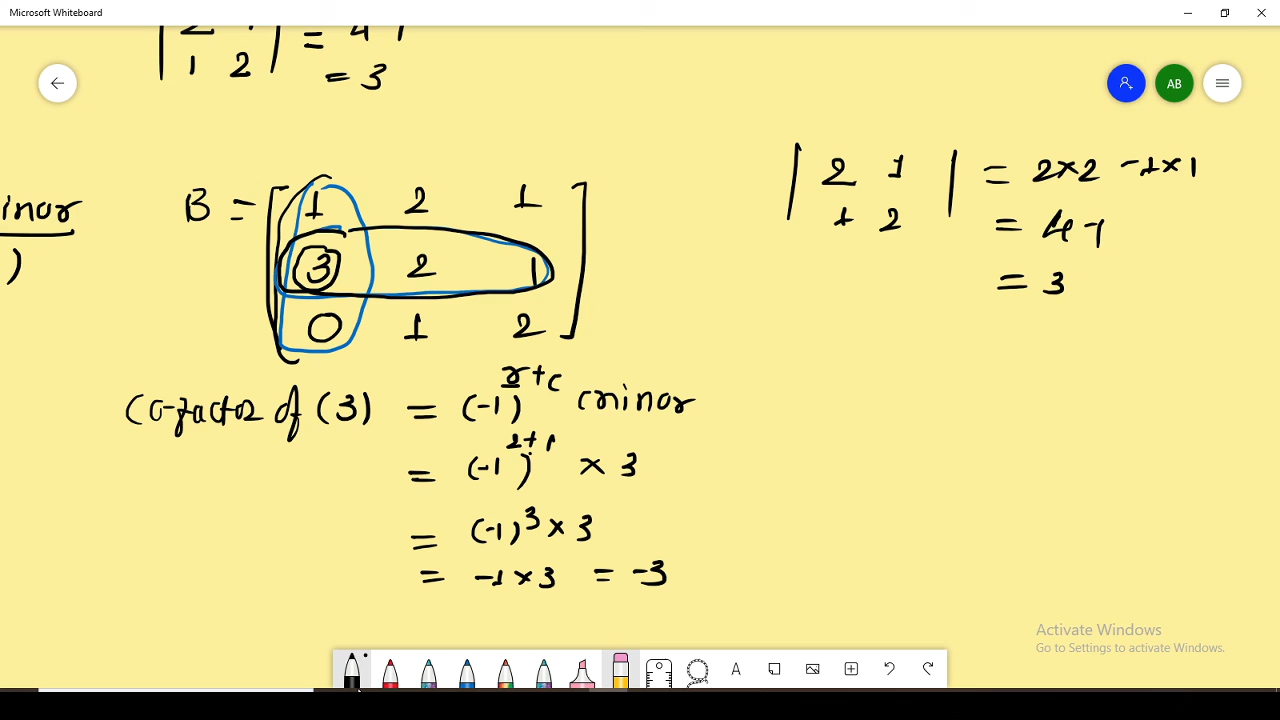 Microsoft Whiteboard
= 4-1
1 2
= 3
AB
| 2 1 | = 2×2 -1×1
1 2
= 4-1
= 3
inor
)
B = [ 1 2 1 ]
3 2 1
0 1 2
Co-factor of (3) = (-1)^r+c minor
= (-1)^2+1 × 3
= (-1)^3 × 3
= -1×3 = -3
Activate Windows
Go to Settings to activate Windows.
A